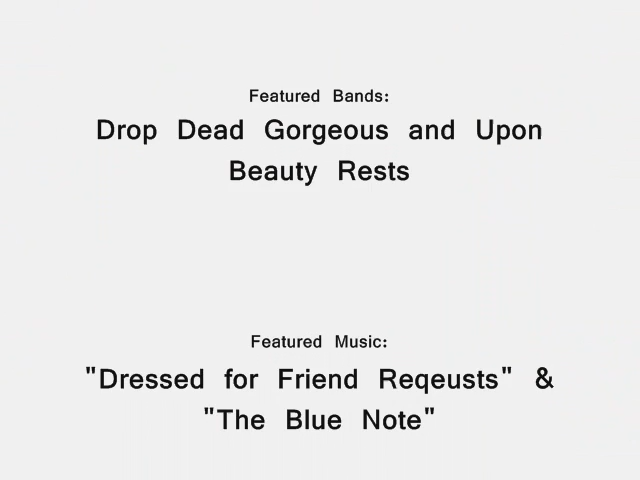 Featured Bands:
Drop Dead Gorgeous and Upon
Beauty Rests
Featured Music:
"Dressed for Friend Reqeusts" &
"The Blue Note"